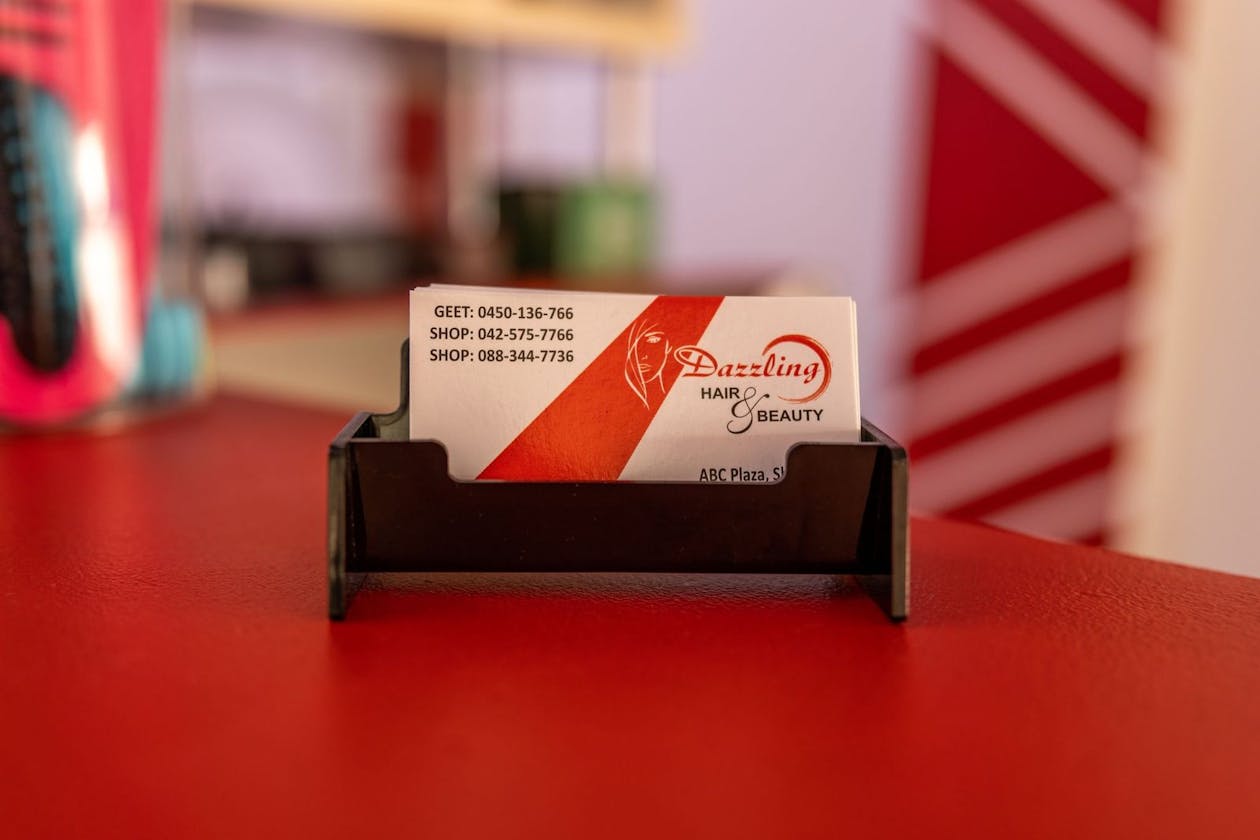 GEET: 0450-136-766
SHOP: 042-575-7766
SHOP: 088-344-7736
Dazzling
HAIR
&
BEAUTY
ABC Plaza,